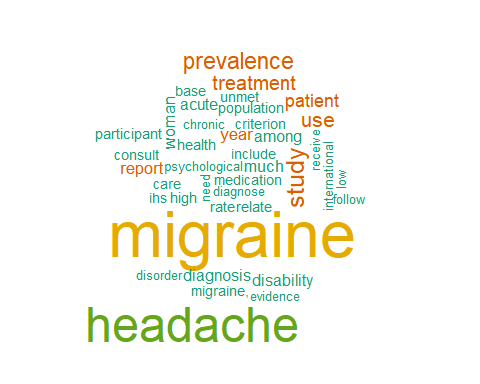 prevalence
treatment
base
unmet
patient
acute
population
use
woman
chronic
criterion
participant
year
among
health
receive
consult
include
report
psychological
much
study
international
care
need
medication
low
diagnose
ihs
high
follow
rate
relate
migraine
disorder
diagnosis
disability
migraine,
evidence
headache